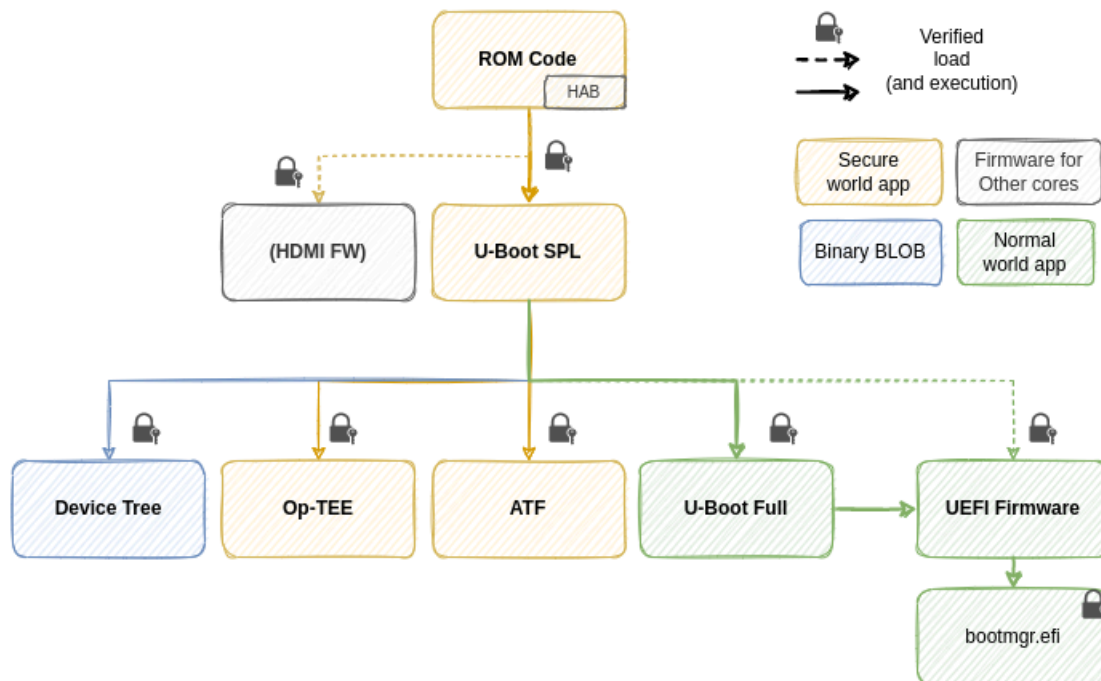 ROM Code
HAB
Verified
load
(and execution)
Secure
world app
Firmware for
Other cores
Binary BLOB
Normal
world app
(HDMI FW)
U-Boot SPL
Device Tree
Op-TEE
ATF
U-Boot Full
UEFI Firmware
bootmgr.efi